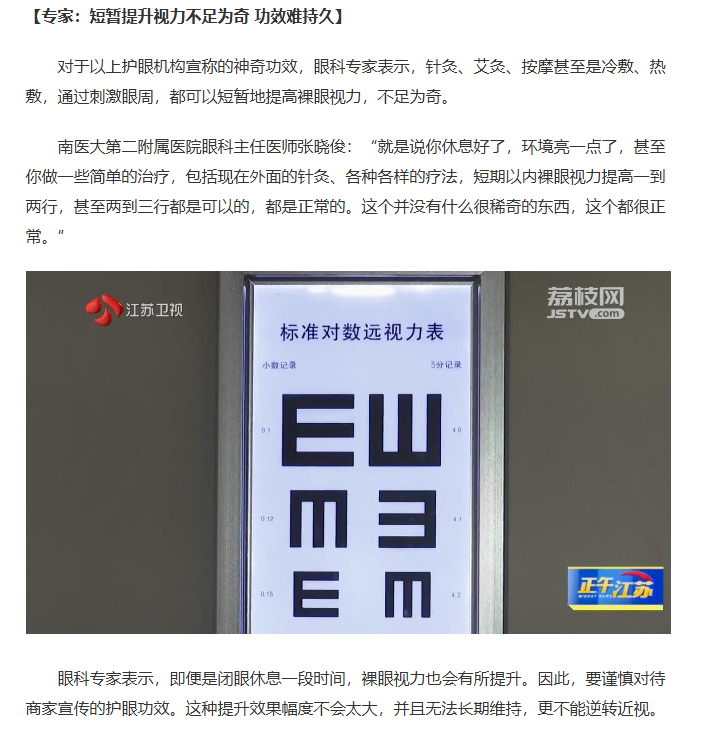 【专家：短暂提升视力不足为奇 功效难持久】
对于以上护眼机构宣称的神奇功效，眼科专家表示，针灸、艾灸、按摩甚至是冷敷、热
敷，通过刺激眼周，都可以短暂地提高裸眼视力，不足为奇。
南医大第二附属医院眼科主任医师张晓俊：“就是说你休息好了，环境亮一点了，甚至
你做一些简单的治疗，包括现在外面的针灸、各种各样的疗法，短期以内裸眼视力提高一到
两行，甚至两到三行都是可以的，都是正常的。这个并没有什么很稀奇的东西，这个都很正
常。“
江苏卫视
荔枝网
JSTV.com
标准对数远视力表
小数记录 5分记录
0.1 E E 4.0
0.12 E E 4.1
0.15 E E 4.2
正午江苏
MIDDAY NEWS
眼科专家表示，即便是闭眼休息一段时间，裸眼视力也会有所提升。因此，要谨慎对待
商家宣传的护眼功效。这种提升效果幅度不会太大，并且无法长期维持，更不能逆转近视。